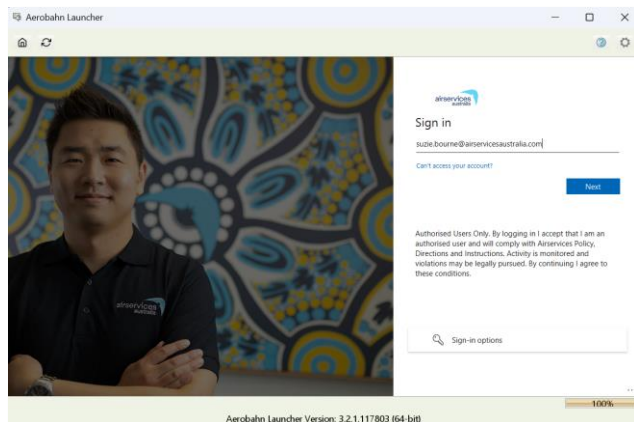 Aerobahn Launcher
airservices
australia
Sign in
suzie.bourne@airservicesaustralia.com
Can't access your account?
Next
Authorised Users Only. By logging in I accept that I am an
authorised user and will comply with Airservices Policy,
Directions and Instructions. Activity is monitored and
violations may be legally pursued. By continuing I agree to
these conditions.
airservices
australia
Sign-in options
100%
Aerobahn Launcher Version: 3.2.1.117803 (64-bit)